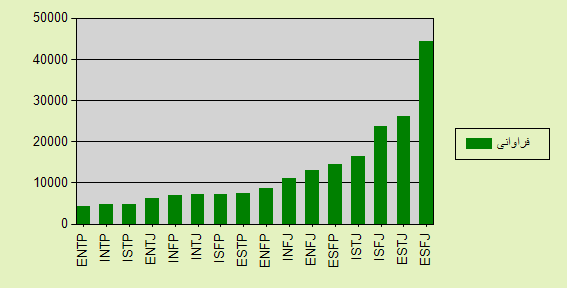 50000
40000
30000
20000
10000
0
ENTP
INTP
ISTP
ENTJ
INFP
INTJ
ISFP
ESTP
ENFP
INFJ
ENFJ
ESFP
ISTJ
ISFJ
ESTJ
ESFJ
فراوانی